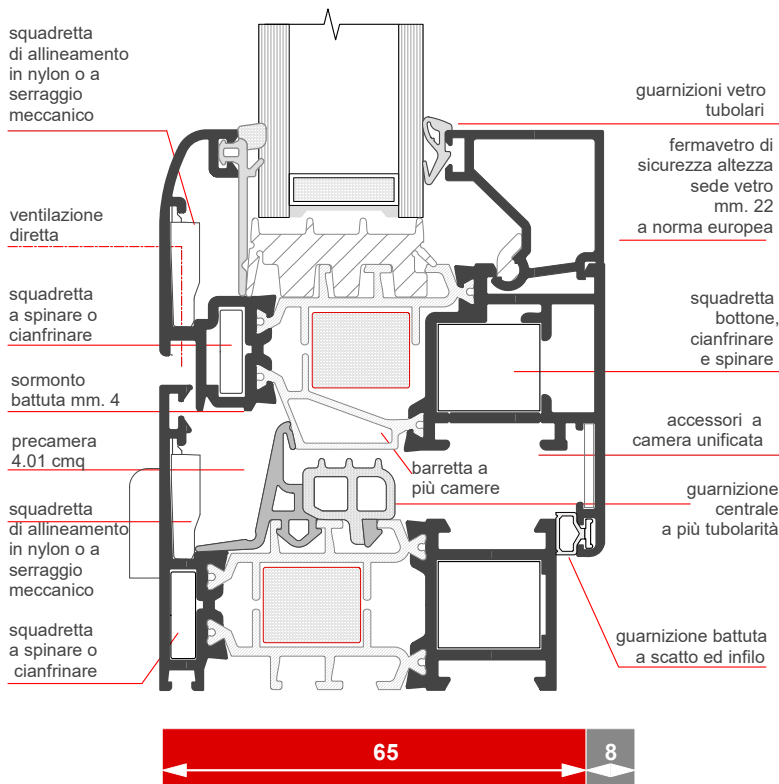 squadretta
di allineamento
in nylon o a
serraggio
meccanico
ventilazione
diretta
squadretta
a spinare o
cianfrinare
sormonto
battuta mm. 4
precamera
4.01 cmq
squadretta
di allineamento
in nylon o a
serraggio
meccanico
squadretta
a spinare o
cianfrinare
barretta a
più camere
guarnizioni vetro
tubolari
fermavetro di
sicurezza altezza
sede vetro
mm. 22
a norma europea
squadretta
bottone,
cianfrinare
e spinare
accessori a
camera unificata
guarnizione
centrale
a più tubolarità
guarnizione battuta
a scatto ed infilo
65
8